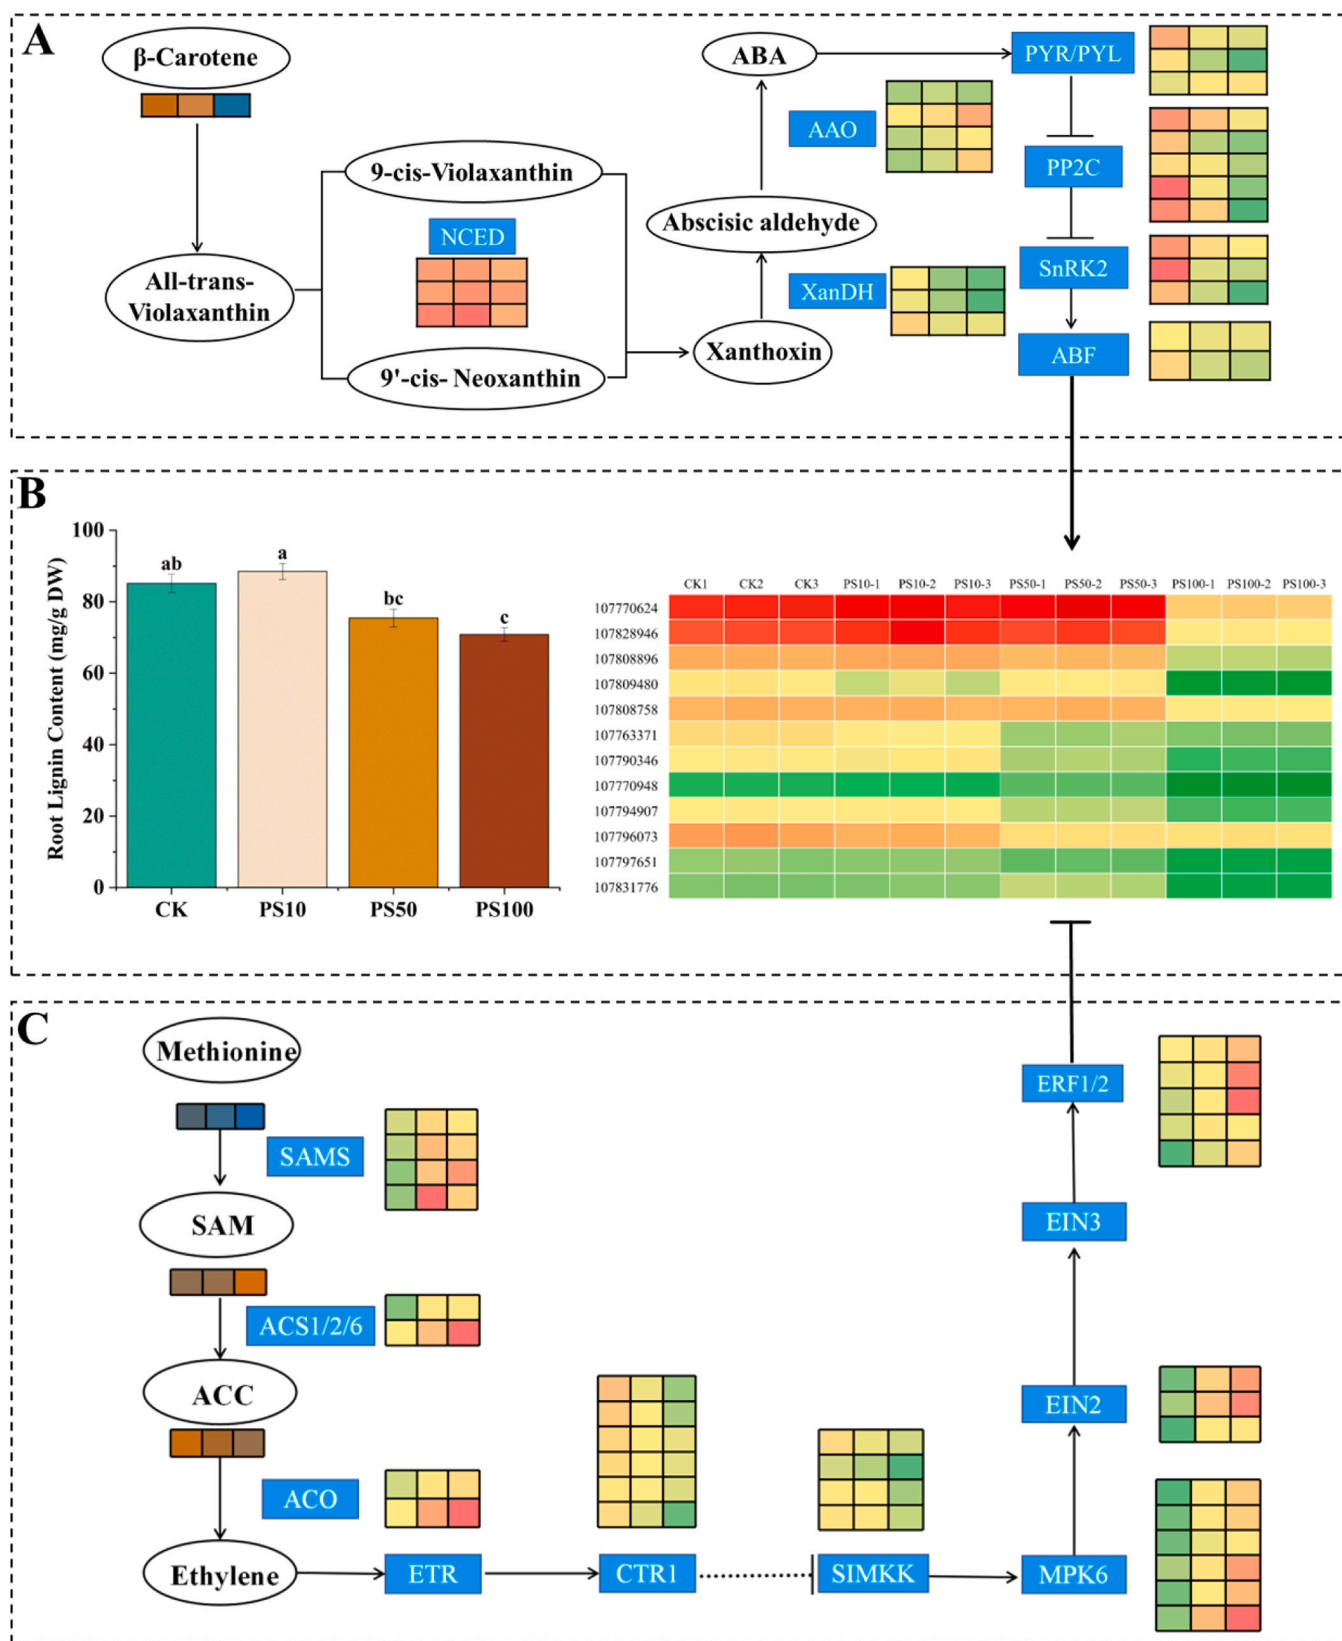 A
β-Carotene
ABA
PYR/PYL
AAO
9-cis-Violaxanthin
PP2C
NCED
Abscisic aldehyde
All-trans-
Violaxanthin
XanDH
SnRK2
Xanthoxin
ABF
9'-cis- Neoxanthin
B
Root Lignin Content (mg/g DW)
100
80
60
40
20
0
ab
a
bc
c
CK PS10 PS50 PS100
CK1 CK2 CK3 PS10-1 PS10-2 PS10-3 PS50-1 PS50-2 PS50-3 PS100-1 PS100-2 PS100-3
107770624
107828946
107808896
107809480
107808758
107763371
107790346
107770948
107794907
107796073
107797651
107831776
C
Methionine
SAMS
SAM
ACS1/2/6
ACC
ACO
Ethylene
ETR
CTR1
SIMKK
MPK6
EIN2
EIN3
ERF1/2